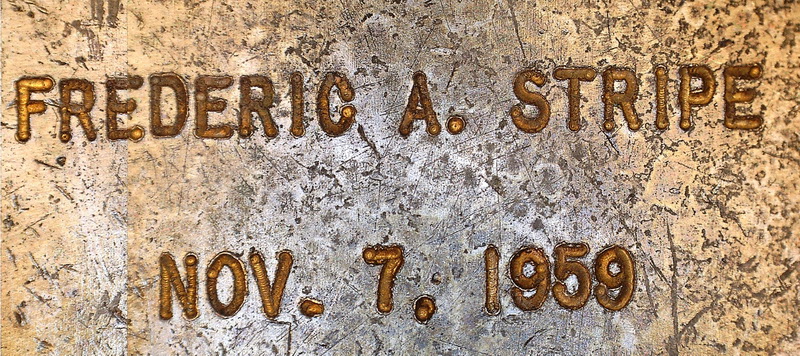 FREDERIC A. STRIPE
NOV. 7. 1959